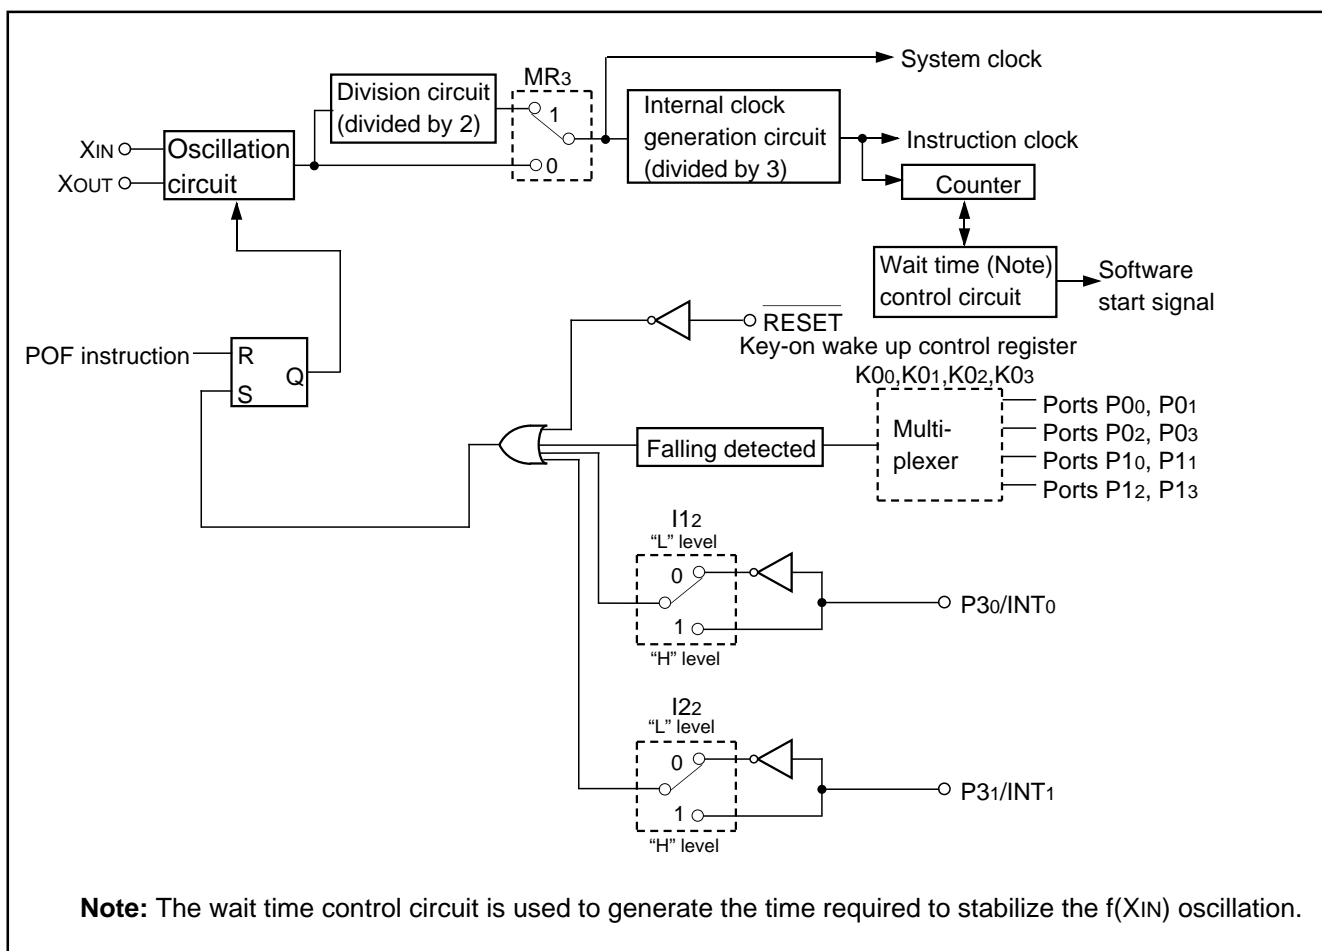 System clock
MR3
Division circuit
(divided by 2)
1
0
Internal clock
generation circuit
(divided by 3)
Instruction clock
XIN
XOUT
Oscillation
circuit
Counter
Wait time (Note)
control circuit
Software
start signal
RESET
POF instruction
R
S
Q
Key-on wake up control register
K00,K01,K02,K03
Multi-
plexer
Ports P00, P01
Ports P02, P03
Ports P10, P11
Ports P12, P13
Falling detected
I12
“L” level
0
1
“H” level
P30/INT0
I22
“L” level
0
1
“H” level
P31/INT1
Note: The wait time control circuit is used to generate the time required to stabilize the f(XIN) oscillation.